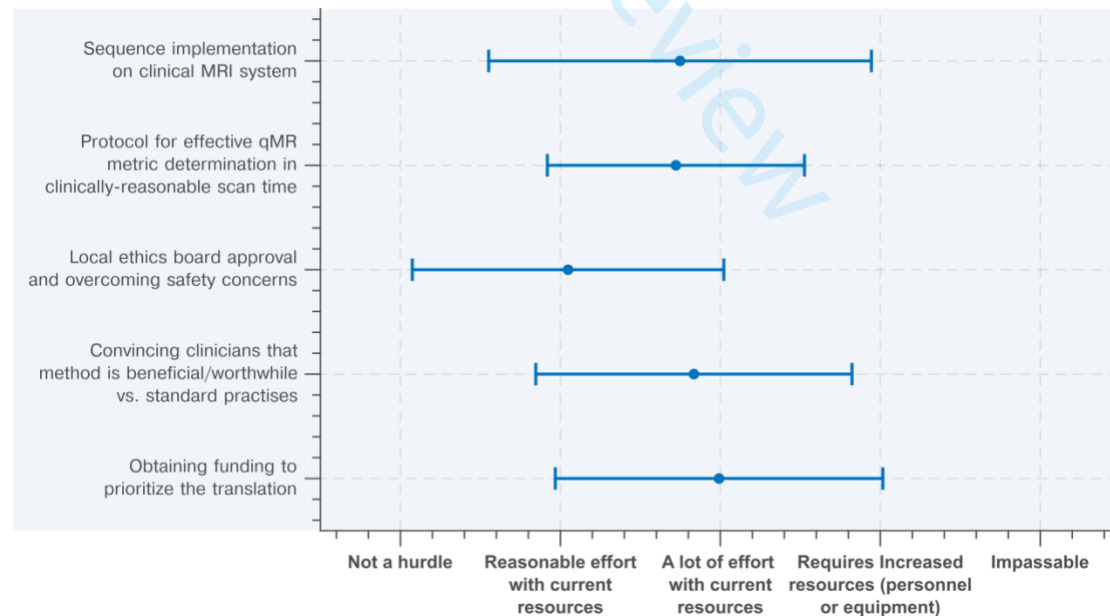 Sequence implementation
on clinical MRI system
Protocol for effective qMR
metric determination in
clinically-reasonable scan time
Local ethics board approval
and overcoming safety concerns
Convincing clinicians that
method is beneficial/worthwhile
vs. standard practises
Obtaining funding to
prioritize the translation
Not a hurdle
Reasonable effort
with current
resources
A lot of effort
with current
resources
Requires Increased
resources (personnel
or equipment)
Impassable